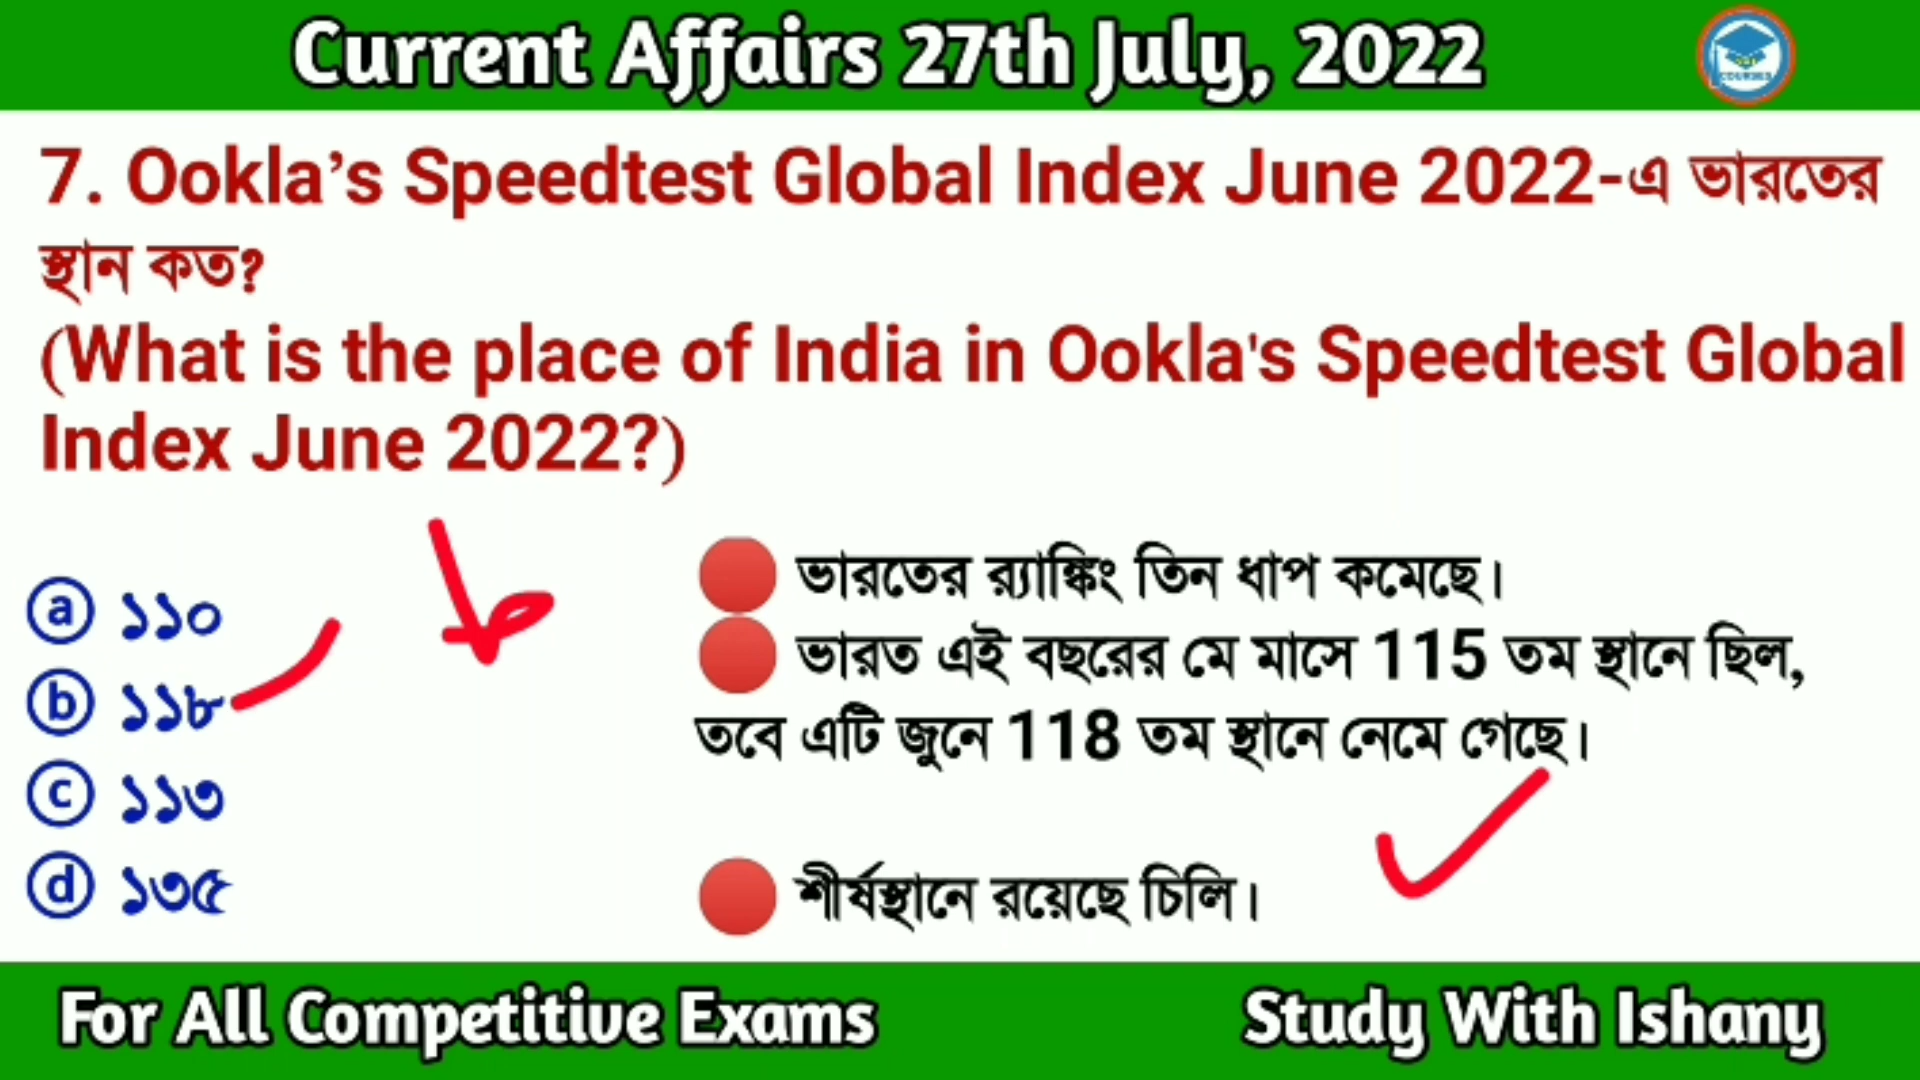 Current Affairs 27th July, 2022
COURSES
7. Ookla’s Speedtest Global Index June 2022-এ ভারতের
স্থান কত?
(What is the place of India in Ookla's Speedtest Global
Index June 2022?)
ⓐ ১১০
ⓑ ১১৮
ⓒ ১১৩
ⓓ ১৩৫
b
🔴 ভারতের র‍্যাঙ্কিং তিন ধাপ কমেছে।
🔴 ভারত এই বছরের মে মাসে 115 তম স্থানে ছিল,
তবে এটি জুনে 118 তম স্থানে নেমে গেছে।
🔴 শীর্ষস্থানে রয়েছে চিলি।
For All Competitive Exams
Study With Ishany